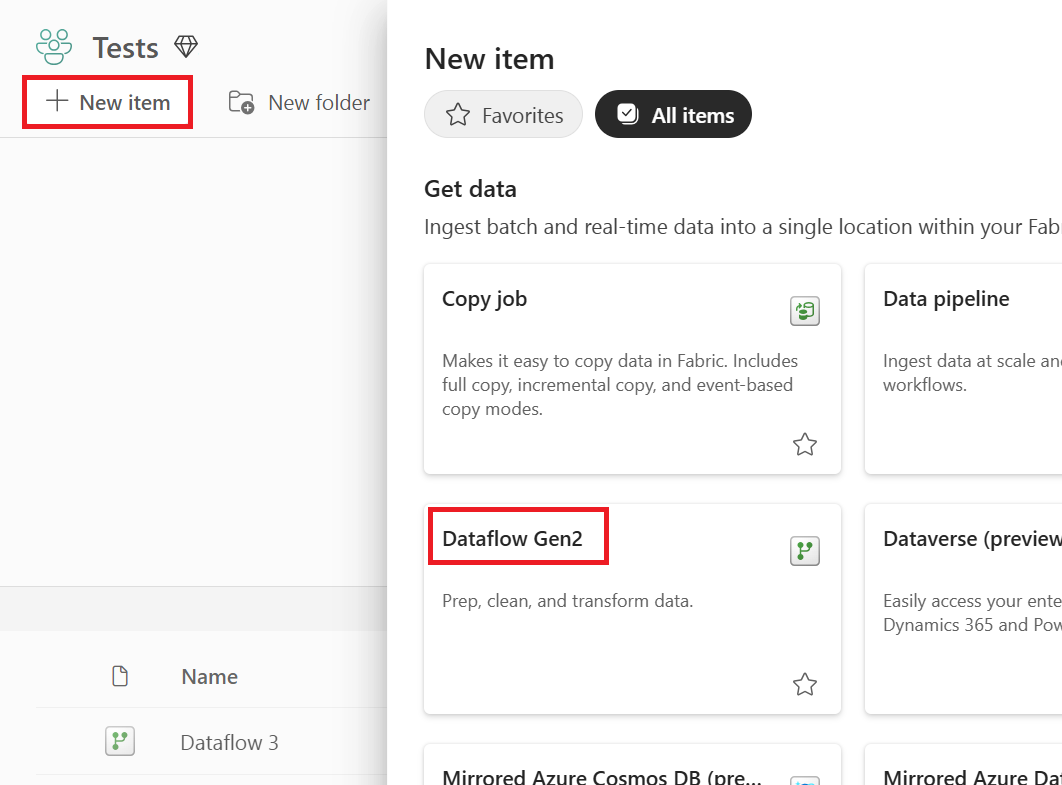 Tests
New item
New folder
Name
Dataflow 3
New item
Favorites
All items
Get data
Ingest batch and real-time data into a single location within your Fab
Copy job
Makes it easy to copy data in Fabric. Includes
full copy, incremental copy, and event-based
copy modes.
Data pipeline
Ingest data at scale an
workflows.
Dataflow Gen2
Prep, clean, and transform data.
Dataverse (preview
Easily access your ente
Dynamics 365 and Pow
Mirrored Azure Cosmos DB (pre...
Mirrored Azure Da